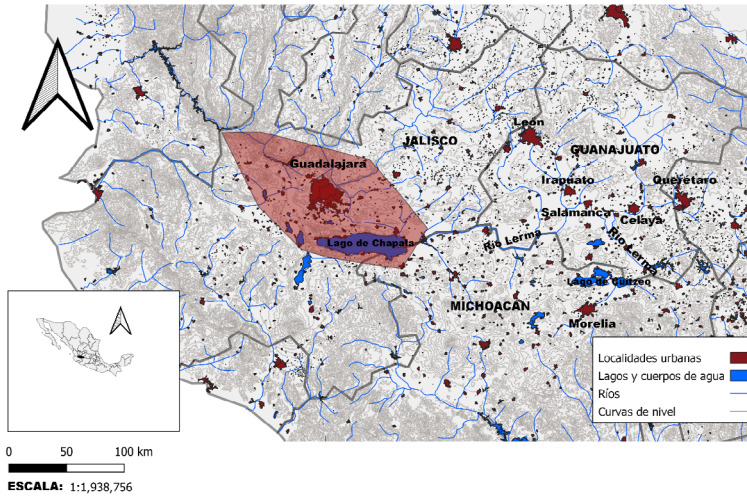 León
JALISCO
GUANAJUATO
Guadalajara
Irapuato
Querétaro
Salamanca
Celaya
Río Lerma
Río Lerma
Lago de Chapala
Lago de Cuitzeo
MICHOACÁN
Morelia
Localidades urbanas
Lagos y cuerpos de agua
Ríos
Curvas de nivel
0 50 100 km
ESCALA: 1:1,938,756